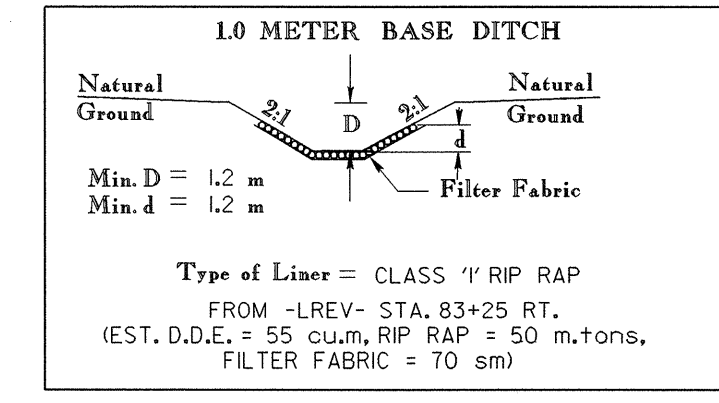 1.0 METER BASE DITCH
Natural
Ground
2:1
D
2:1
d
Natural
Ground
Min. D = 1.2 m
Min. d = 1.2 m
Filter Fabric
Type of Liner = CLASS 'I' RIP RAP
FROM -LREV- STA. 83+25 RT.
(EST. D.D.E. = 55 cu.m, RIP RAP = 50 m.tons,
FILTER FABRIC = 70 sm)